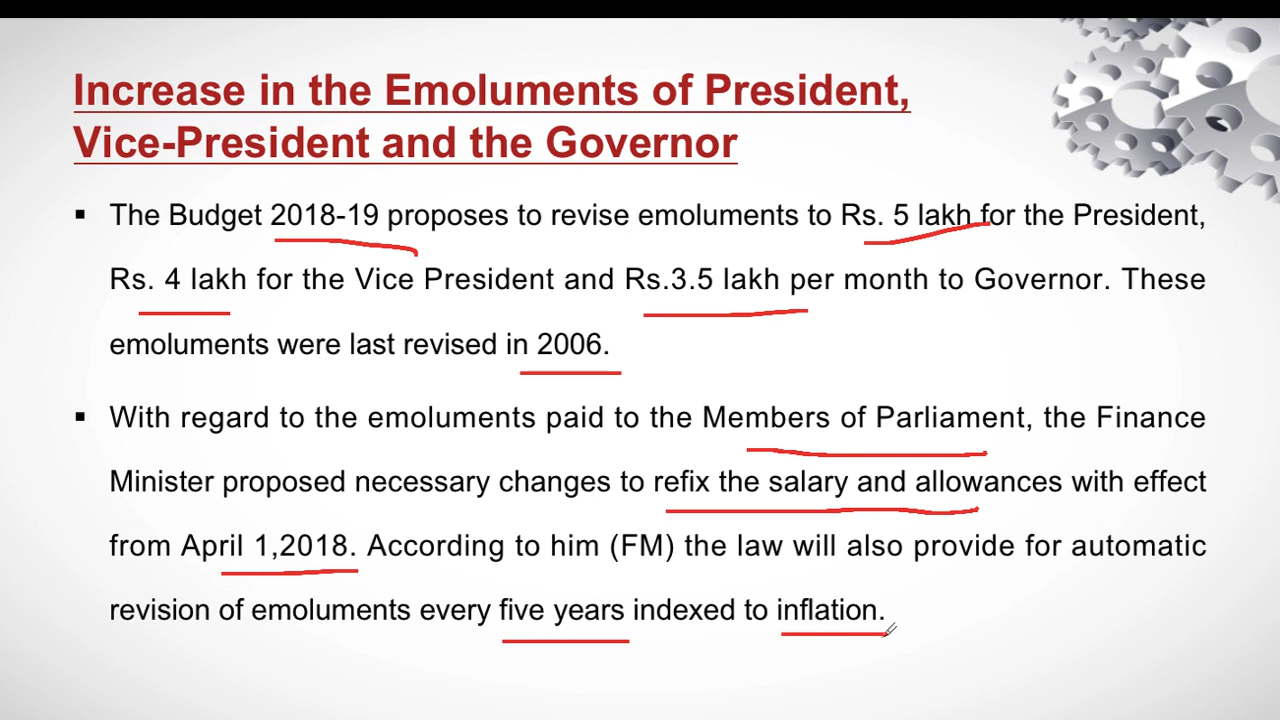 Increase in the Emoluments of President,
Vice-President and the Governor
▪ The Budget 2018-19 proposes to revise emoluments to Rs. 5 lakh for the President,
Rs. 4 lakh for the Vice President and Rs.3.5 lakh per month to Governor. These
emoluments were last revised in 2006.
▪ With regard to the emoluments paid to the Members of Parliament, the Finance
Minister proposed necessary changes to refix the salary and allowances with effect
from April 1,2018. According to him (FM) the law will also provide for automatic
revision of emoluments every five years indexed to inflation.